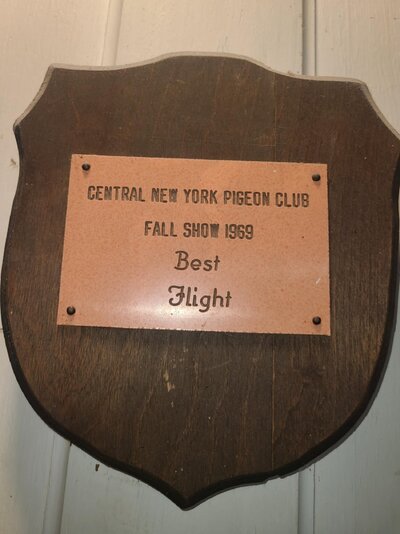 CENTRAL NEW YORK PIGEON CLUB
FALL SHOW 1969
Best
Flight